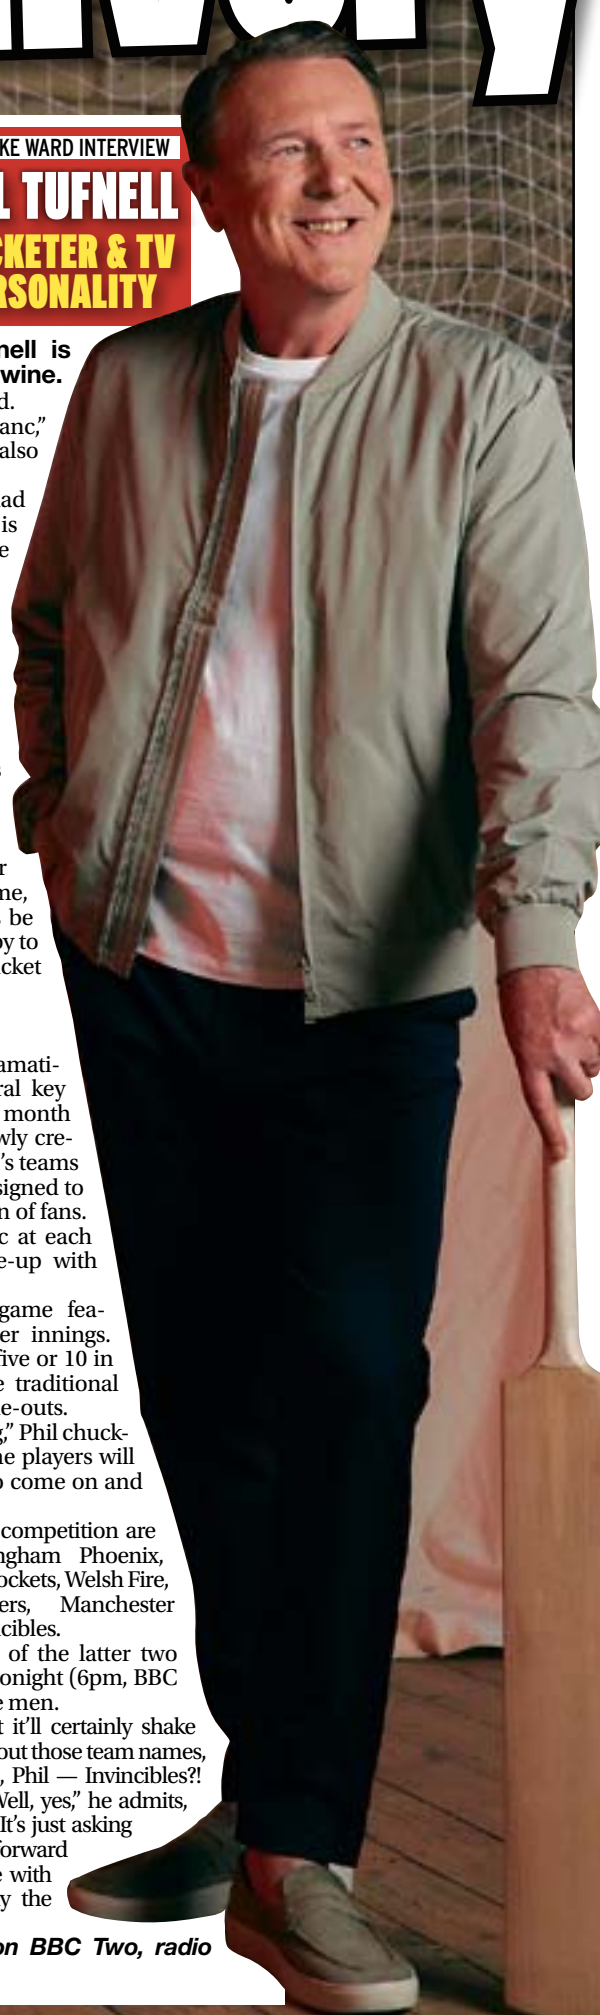 KE WARD INTERVIEW
L TUFNELL
CKETER & TV
RSONALITY
nell is
wine.
d.
anc,”
also
ad
is
e
r
me,
be
by to
cket
amati-
ral key
month
wly cre-
’s teams
signed to
n of fans.
c at each
e-up with
game fea-
er innings.
five or 10 in
e traditional
e-outs.
g,” Phil chuck-
ne players will
o come on and
competition are
ngham Phoenix,
ockets, Welsh Fire,
ers, Manchester
cibles.
of the latter two
onight (6pm, BBC
e men.
t it’ll certainly shake
out those team names,
, Phil — Invincibles?!
Well, yes,” he admits,
It’s just asking
forward
e with
y the
on BBC Two, radio